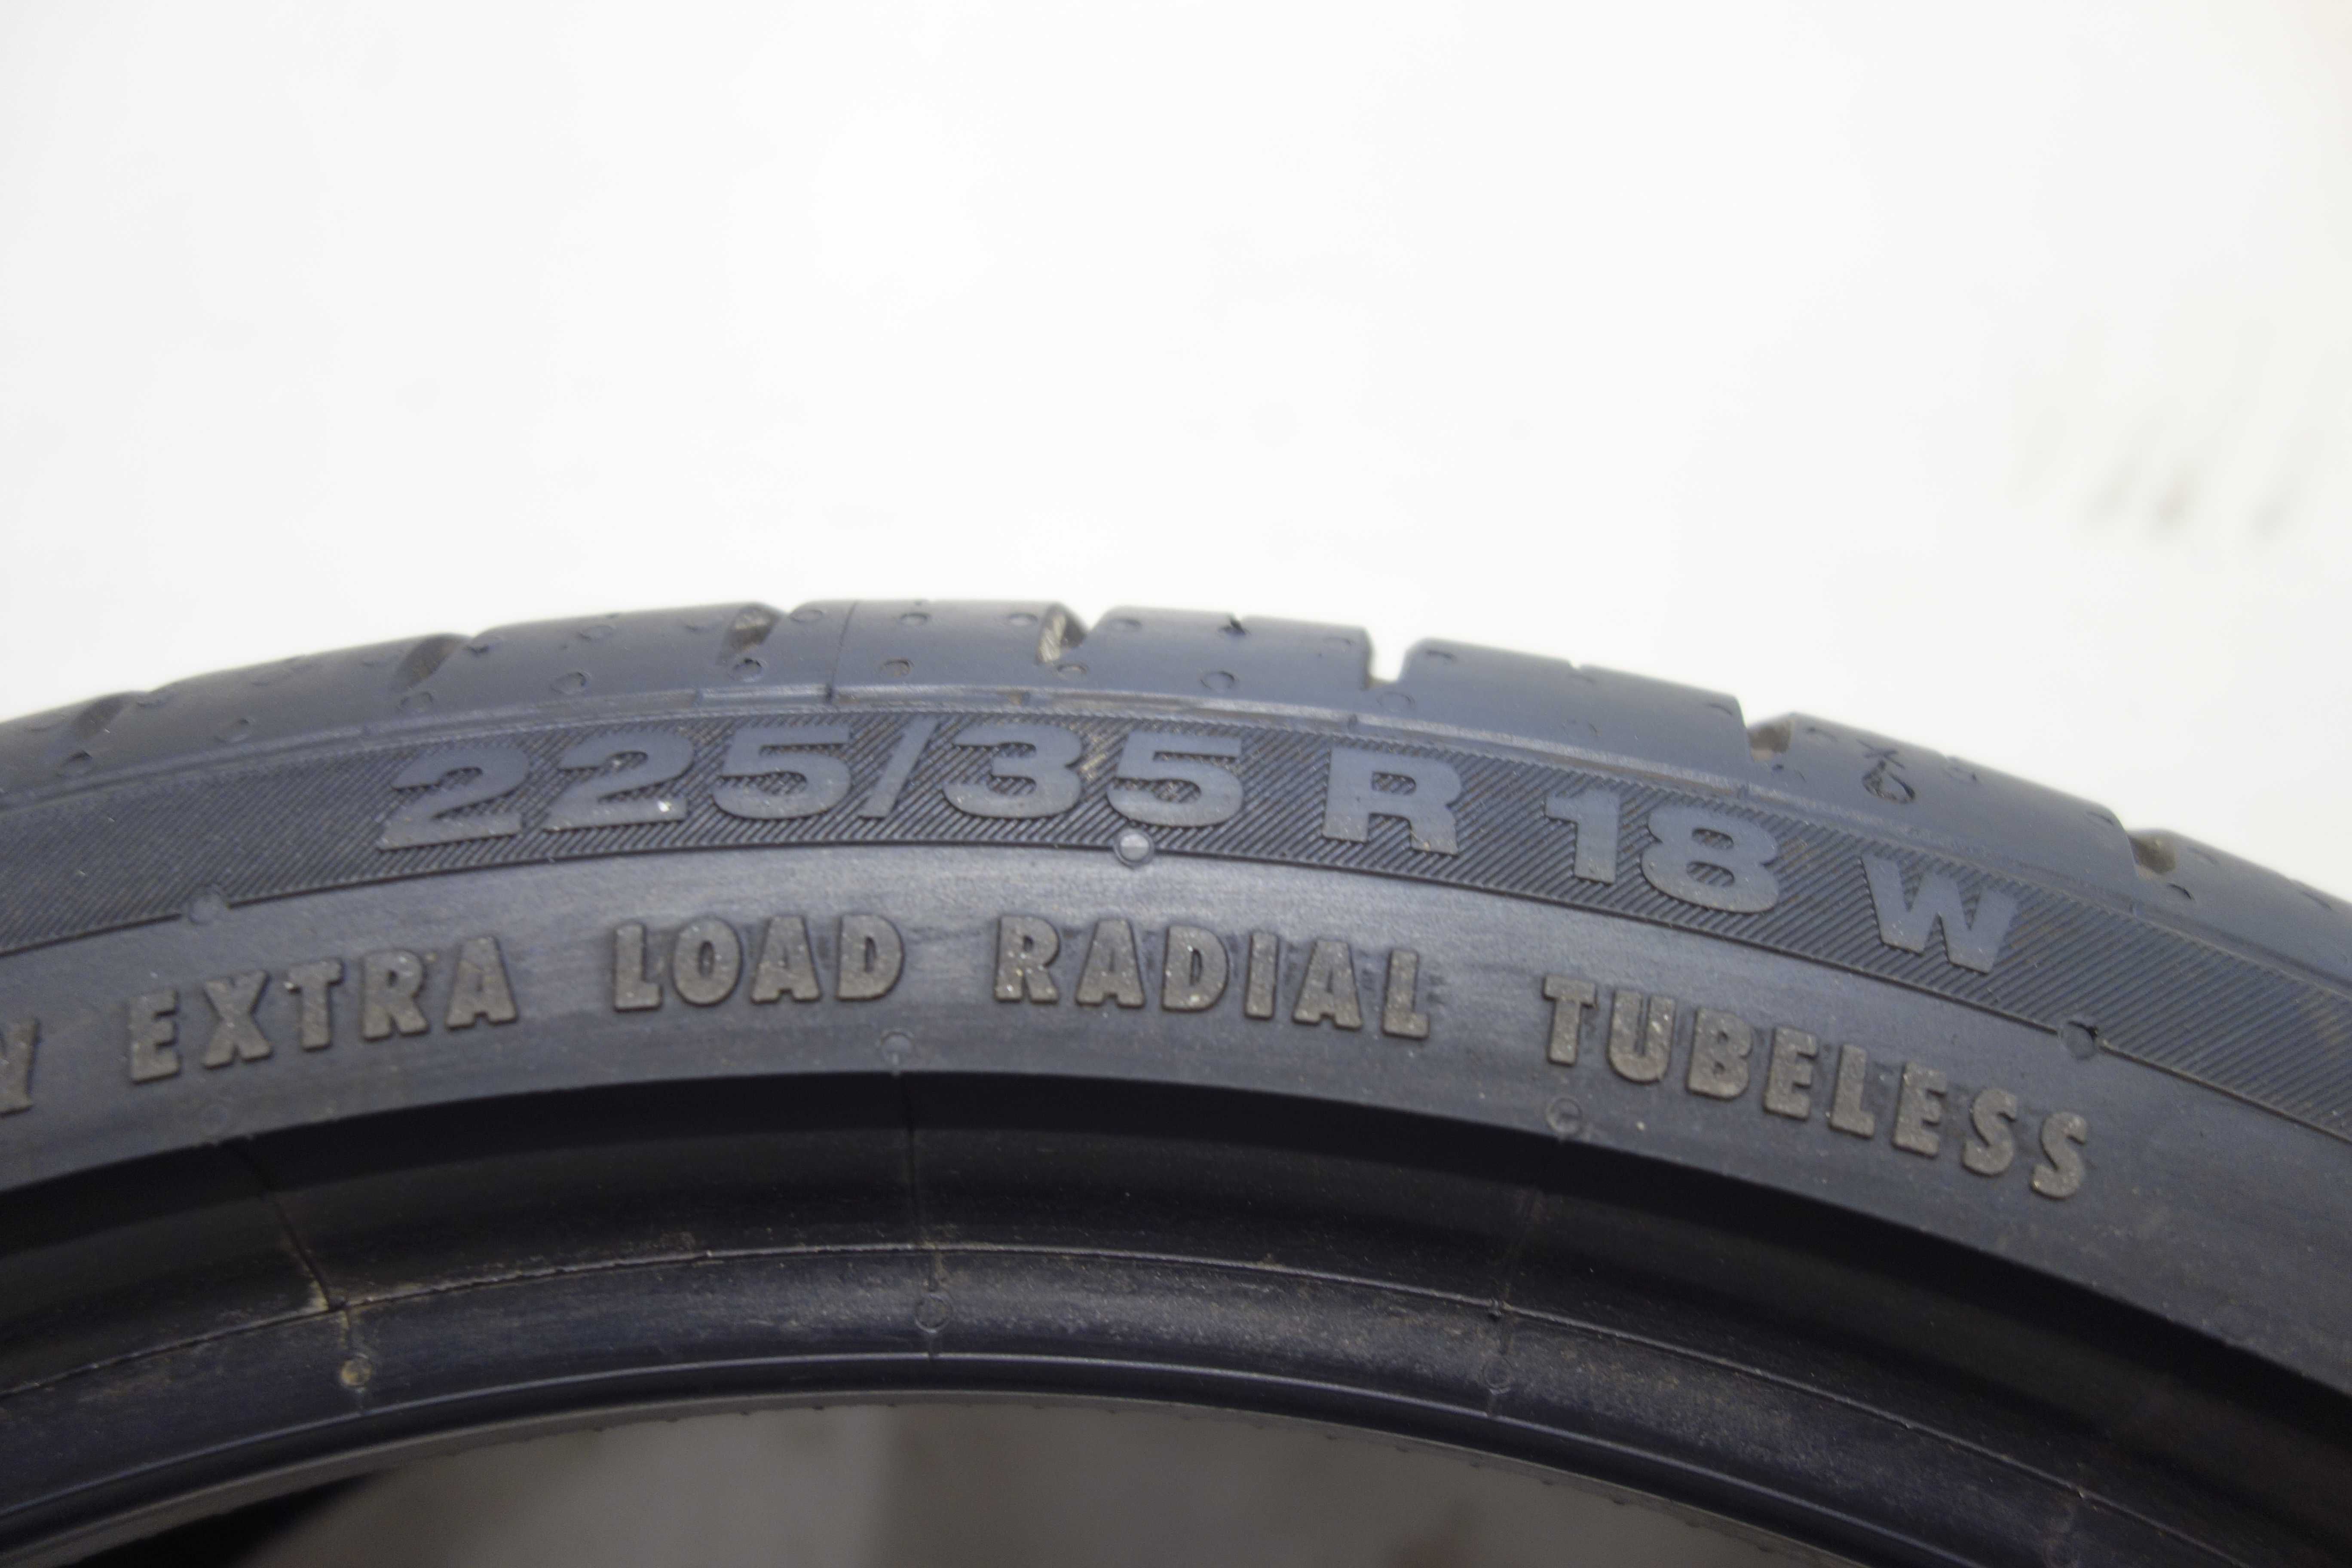 225/35 R 18 W
EXTRA LOAD RADIAL TUBELESS